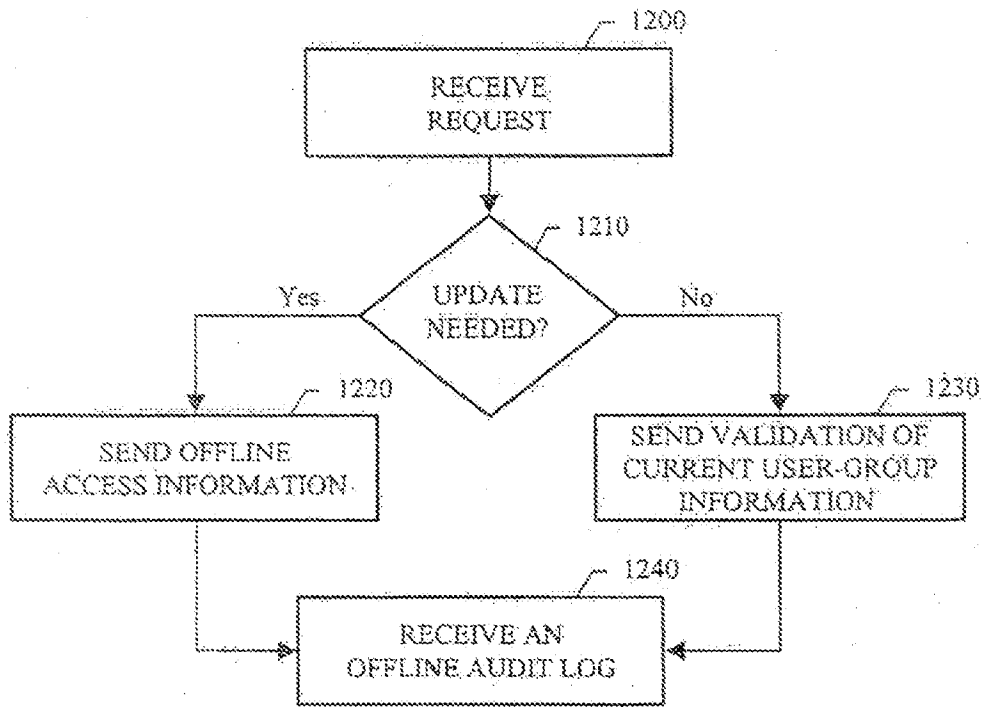 1200
RECEIVE
REQUEST
1210
UPDATE
NEEDED?
Yes
No
1220
SEND OFFLINE
ACCESS INFORMATION
1230
SEND VALIDATION OF
CURRENT USER-GROUP
INFORMATION
1240
RECEIVE AN
OFFLINE AUDIT LOG